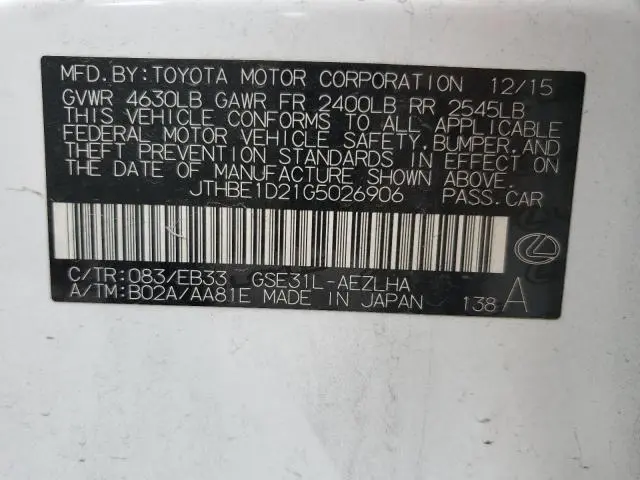 MFD.BY:TOYOTA MOTOR CORPORATION 12/15
GVWR 4630LB GAWR FR 2400LB RR 2545LB
THIS VEHICLE CONFORMS TO ALL APPLICABLE
FEDERAL MOTOR VEHICLE SAFETY,BUMPER,AND
THEFT PREVENTION STANDARDS IN EFFECT ON
THE DATE OF MANUFACTURE SHOWN ABOVE.
JTHBE1D21G5026906 PASS.CAR
C/TR:083/EB33 GSE31L-AEZLHA
A/TM:B02A/AA81E MADE IN JAPAN 138 A